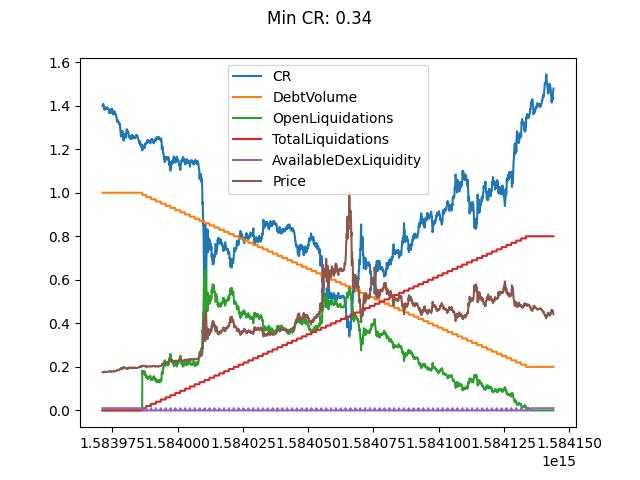 Min CR: 0.34
1.6
1.4
1.2
1.0
0.8
0.6
0.4
0.2
0.0
CR
DebtVolume
OpenLiquidations
TotalLiquidations
AvailableDexLiquidity
Price
1.583975 1.584000 1.584025 1.584050 1.584075 1.584100 1.584125 1.584150
1e15